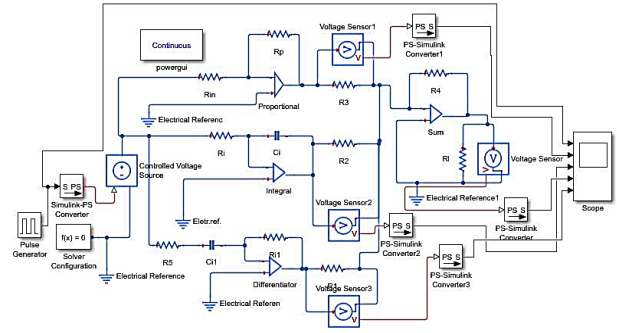 Continuous
powergui
Voltage Sensor1
PS S
PS-Simulink
Converter1
Rp
Rin
Proportional
R3
Electrical Referenc
R4
Sum
Rl
V
Voltage Sensor
Electrical Reference1
PS S
PS-Simulink
Converter
Scope
Ri
Ci
Integral
R2
Eletr.ref.
Controlled Voltage
Source
S PS
Simulink-PS
Converter
Pulse
Generator
f(x) = 0
Solver
Configuration
Electrical Reference
Voltage Sensor2
V
PS S
PS-Simulink
Converter2
R5
Ci1
Ri1
Differentiator
Electrical Referen
R1
Voltage Sensor3
V
PS S
PS-Simulink
Converter3
V